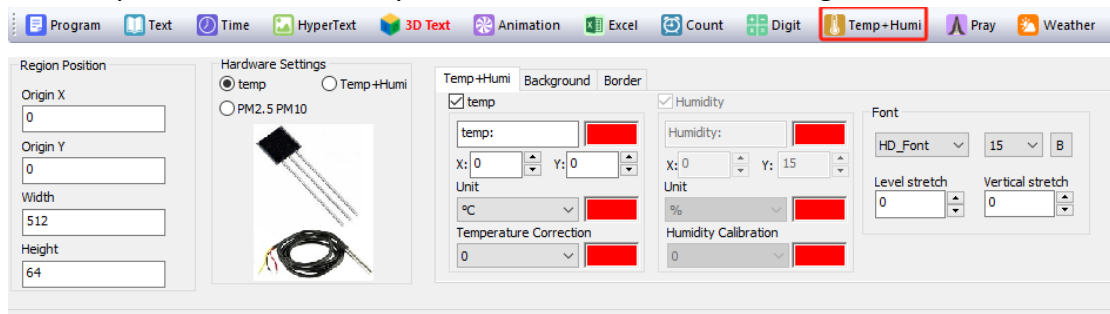 Program Text Time HyperText 3D Text Animation Excel Count Digit Temp+Humi Pray Weather
Region Position
Origin X
0
Origin Y
0
Width
512
Height
64
Hardware Settings
temp Temp+Humi
PM2.5 PM10
Temp+Humi Background Border
temp
temp:
X: 0 Y: 0
Unit
℃
Temperature Correction
0
Humidity
Humidity:
X: 0 Y: 15
Unit
%
Humidity Calibration
0
Font
HD_Font 15 B
Level stretch Vertical stretch
0 0